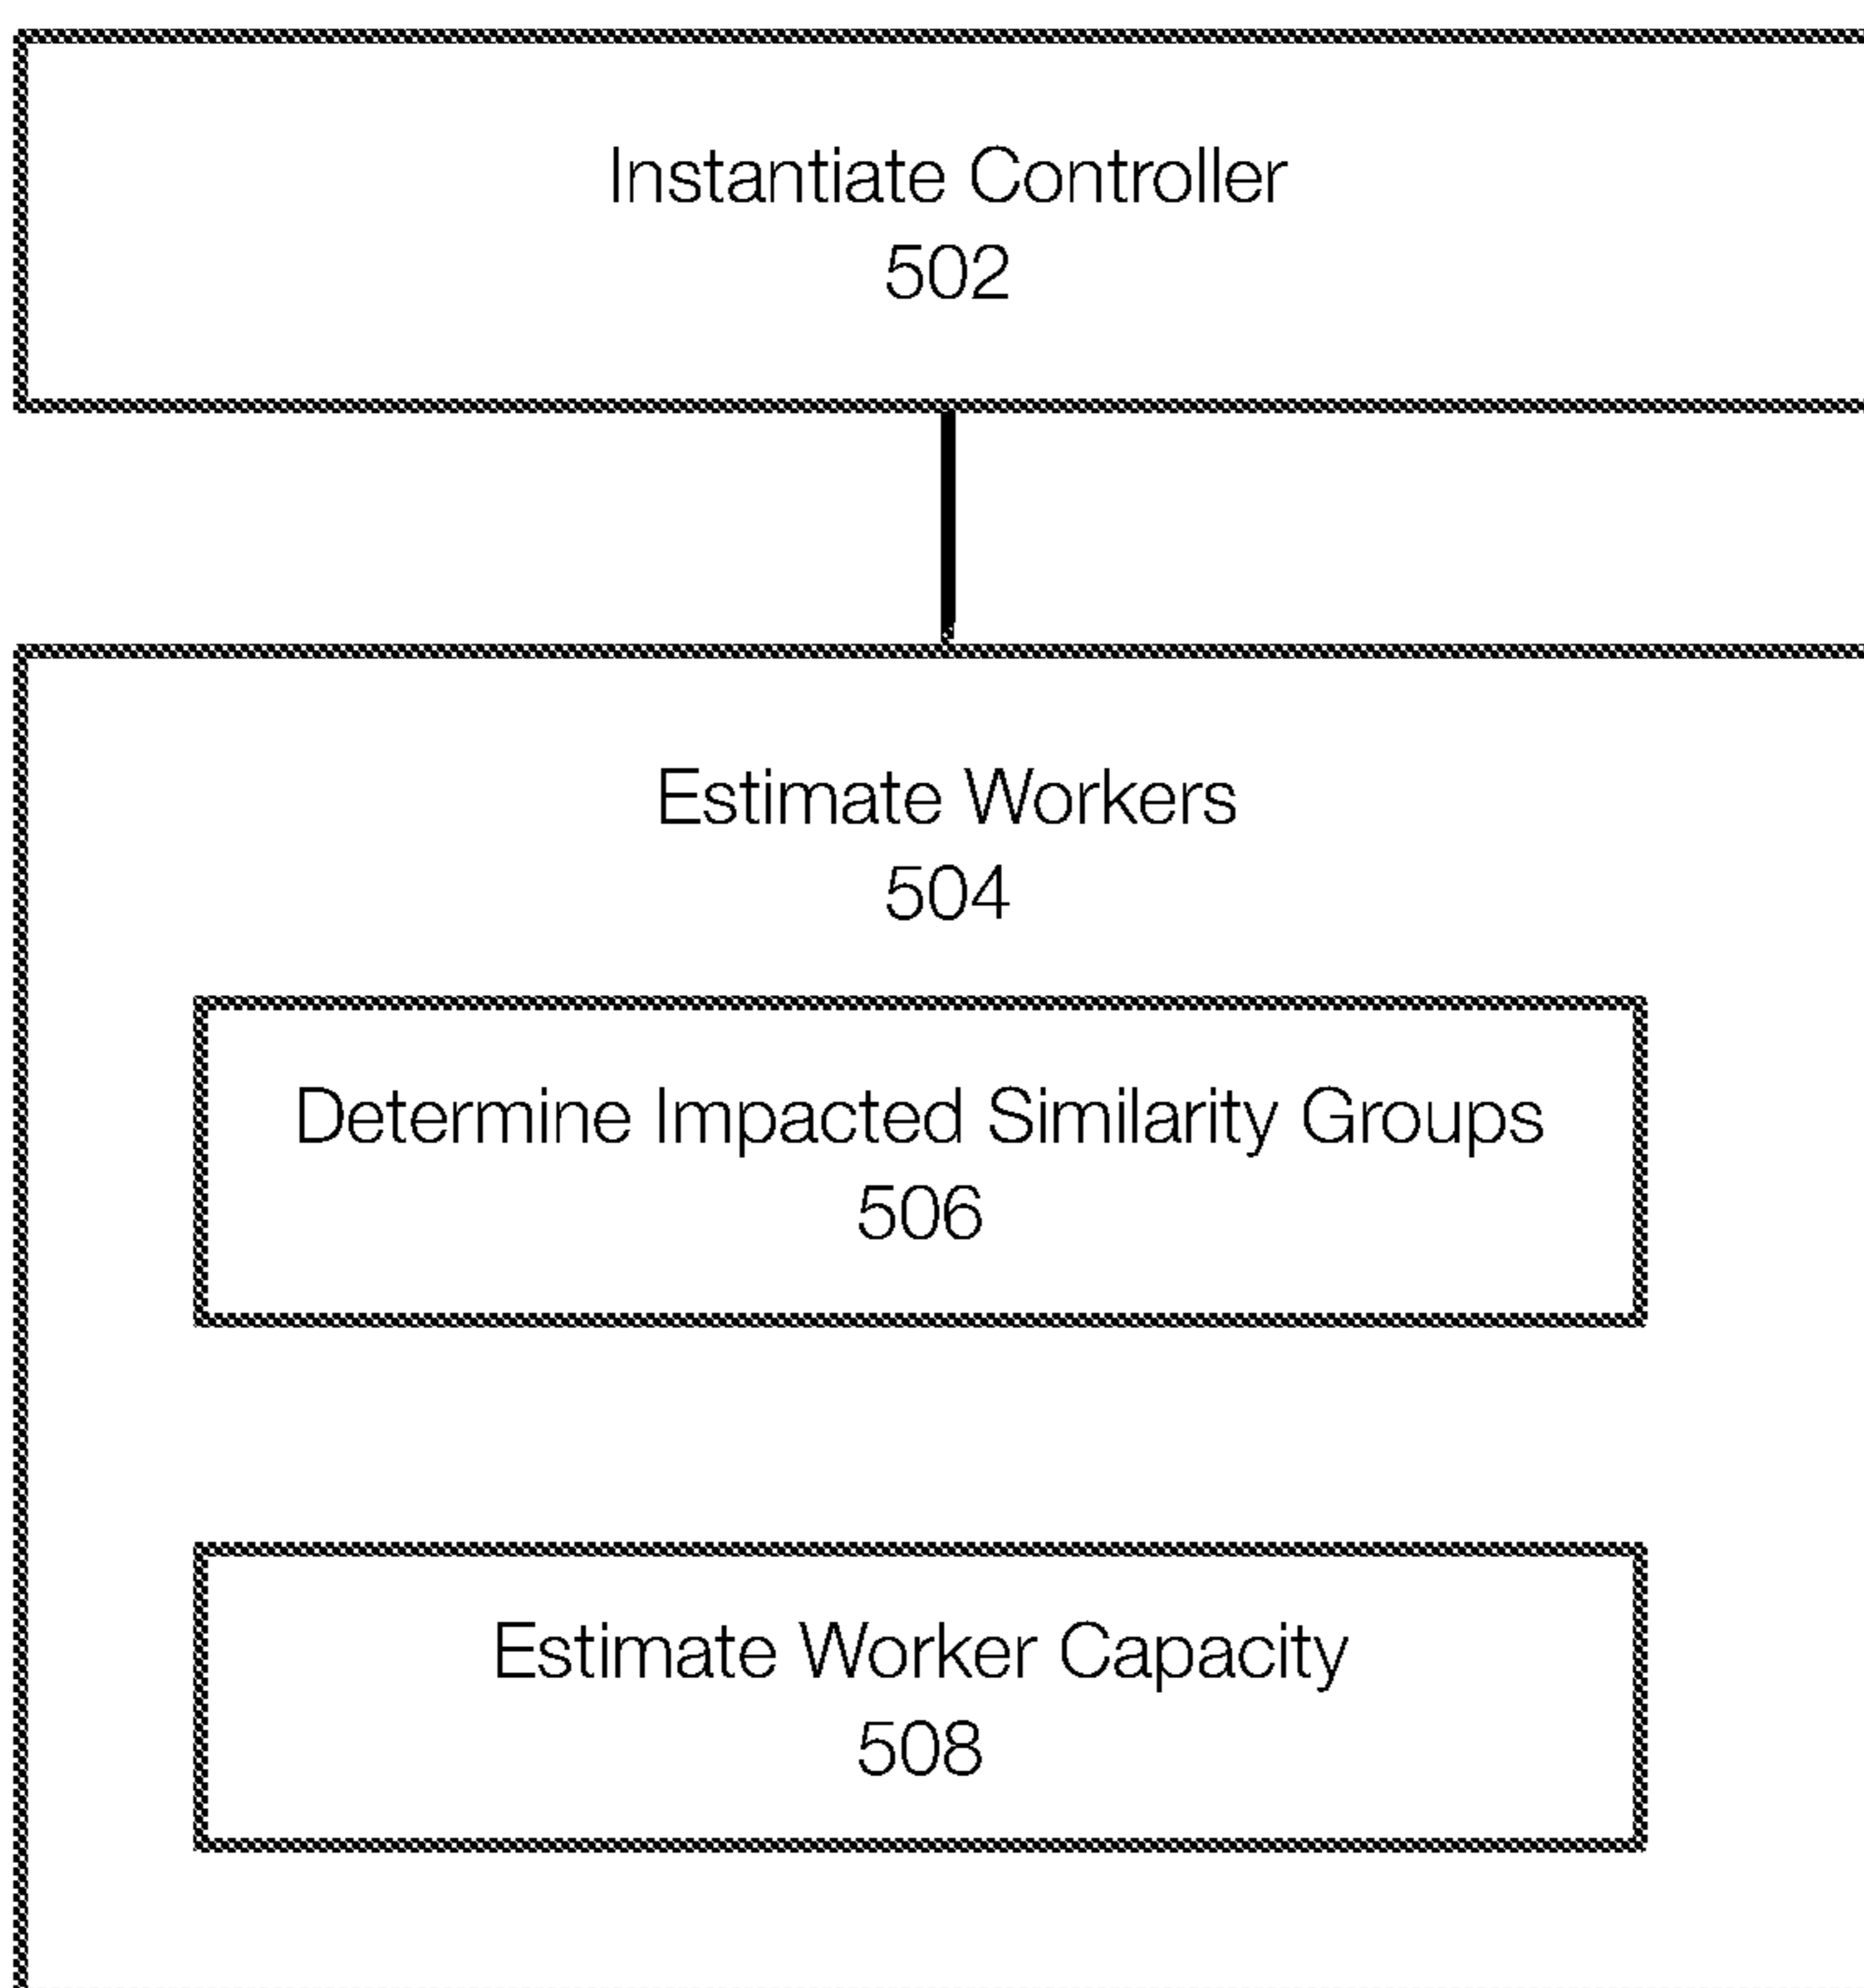 Instantiate Controller
502
Estimate Workers
504
Determine Impacted Similarity Groups
506
Estimate Worker Capacity
508